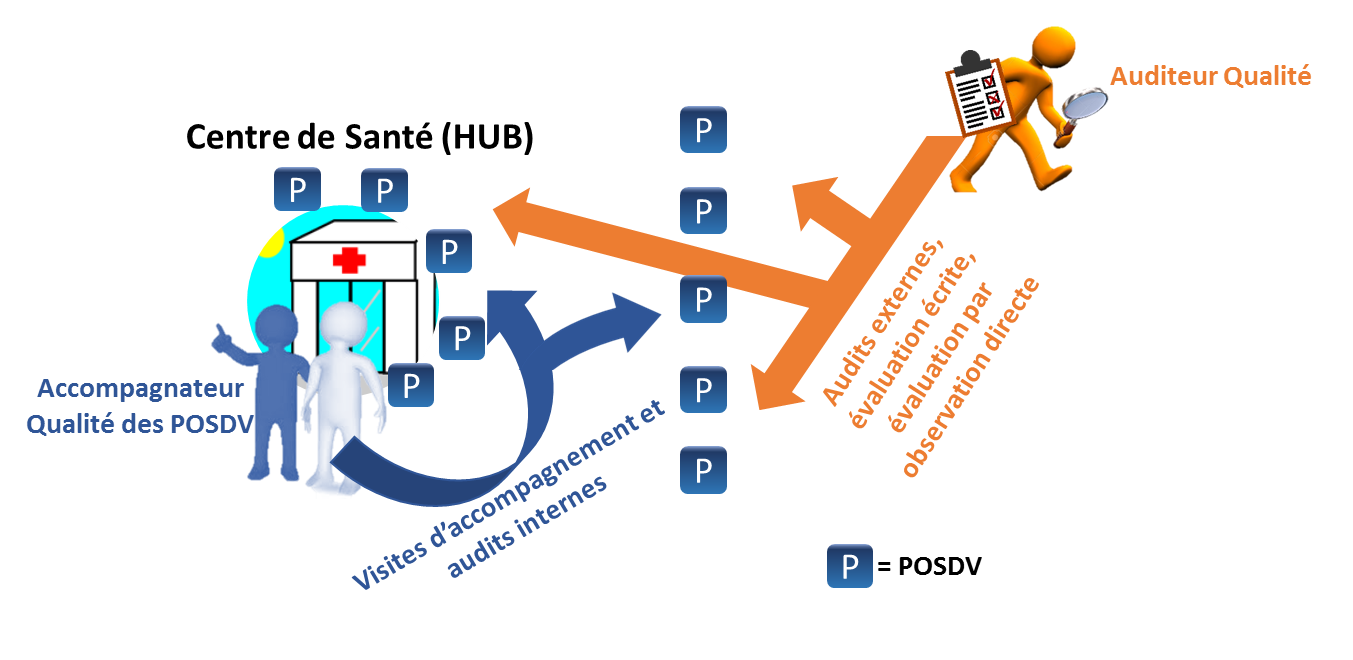 Auditeur Qualité
Centre de Santé (HUB)
P
P
P
P
P
P
P
P
P
P
Accompagnateur
Qualité des POSDV
Visites d'accompagnement et
audits internes
Audits externes,
évaluation écrite,
évaluation par
observation directe
P = POSDV